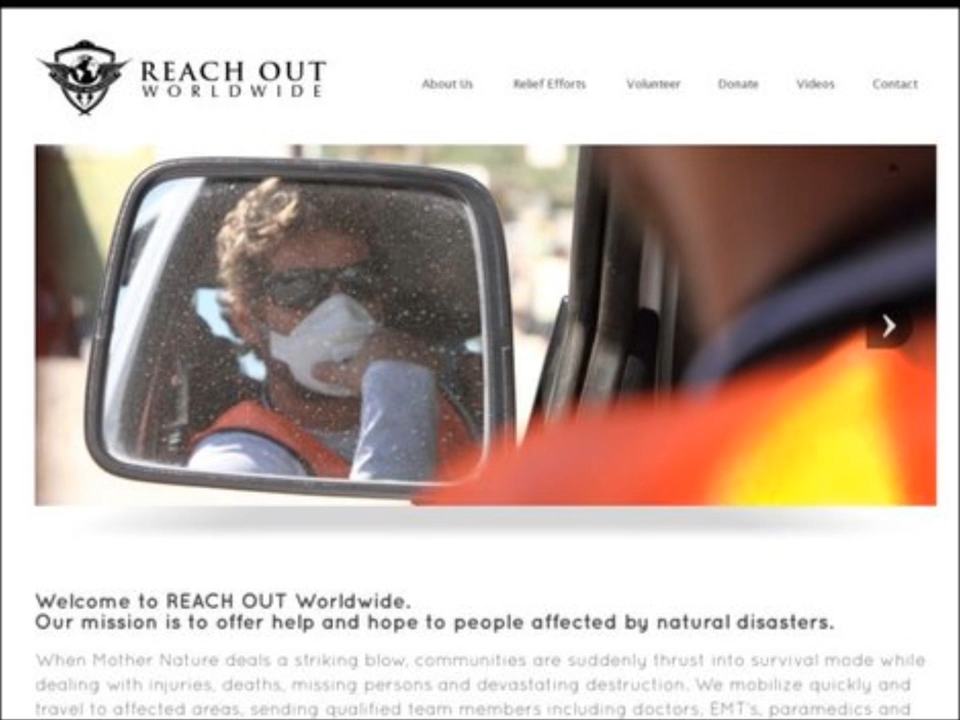 REACH OUT
WORLDWIDE
About Us Relief Efforts Volunteer Donate Videos Contact
Welcome to REACH OUT Worldwide.
Our mission is to offer help and hope to people affected by natural disasters.
When Mother Nature deals a striking blow, communities are suddenly thrust into survival mode while
dealing with injuries, deaths, missing persons and devastating destruction. We mobilize quickly and
travel to affected areas, sending qualified team members including doctors, EMT's, paramedics and